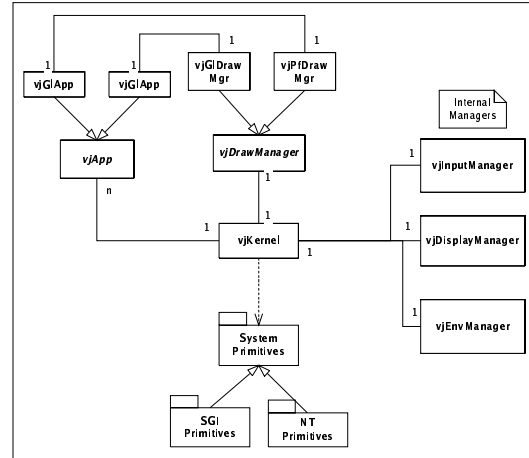 1
1
1
1
vjGlApp
vjGlApp
vjGlDraw
Mgr
vjPfDraw
Mgr
Internal
Managers
vjApp
vjDrawManager
1
vjInputManager
n
1
1
1
vjKernel
1
1
vjDisplayManager
1
vjEnvManager
System
Primitives
SGI
Primitives
NT
Primitives